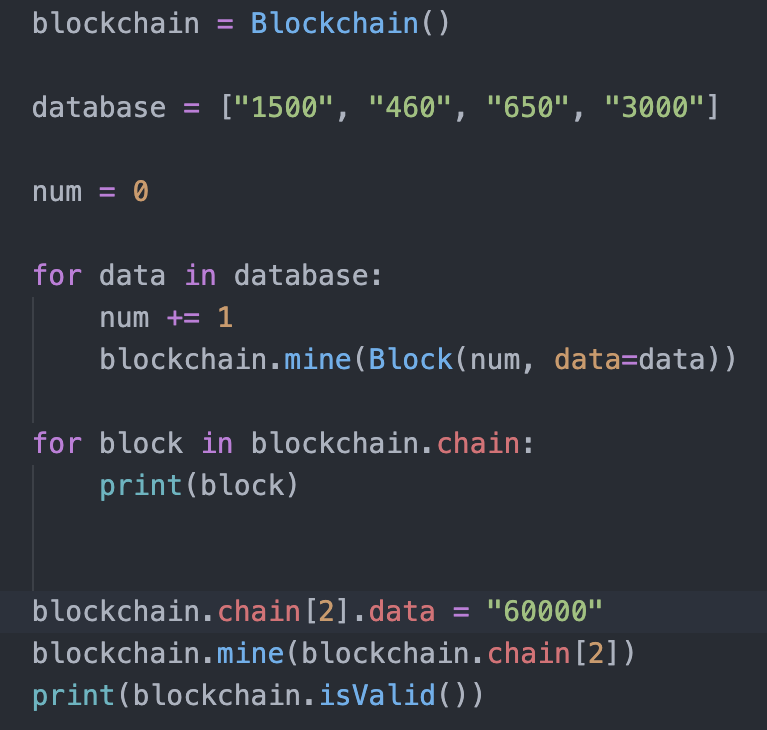 blockchain = Blockchain()
database = ["1500", "460", "650", "3000"]
num = 0
for data in database:
    num += 1
    blockchain.mine(Block(num, data=data))
for block in blockchain.chain:
    print(block)
blockchain.chain[2].data = "60000"
blockchain.mine(blockchain.chain[2])
print(blockchain.isValid())